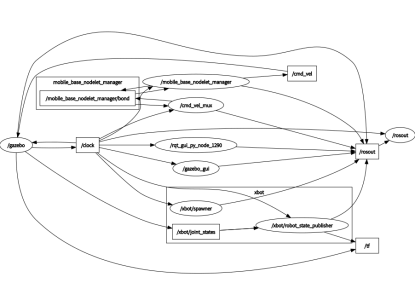 /cmd_vel
mobile_base_nodelet_manager
/mobile_base_nodelet_manager
/mobile_base_nodelet_manager/bond
/cmd_vel_mux
/rosout
/gazebo
/clock
/rqt_gui_py_node_1290
/rosout
/gazebo_gui
xbot
/xbot/spawner
/xbot/robot_state_publisher
/xbot/joint_states
/tf